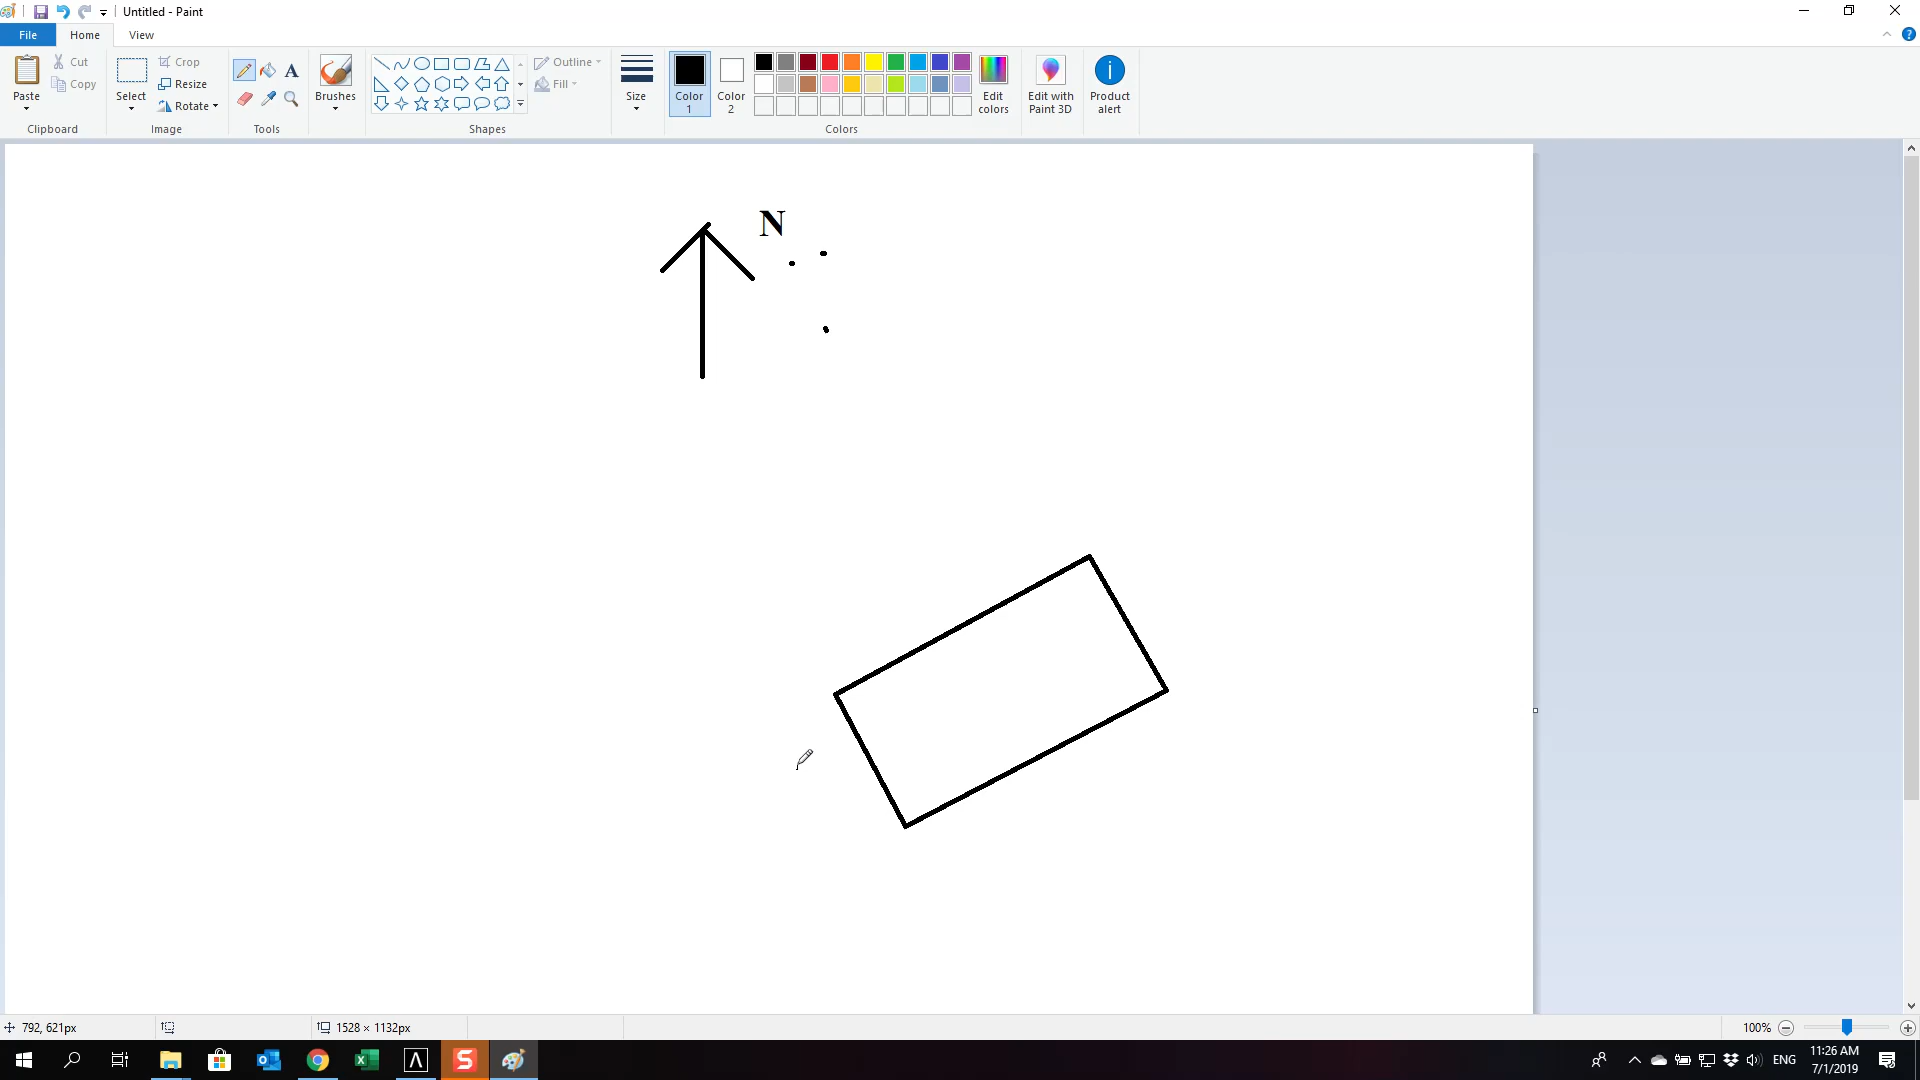 Untitled - Paint
File Home View
Paste
Cut
Copy
Clipboard
Select
Crop
Resize
Rotate
Image
A
Tools
Brushes
Shapes
Outline
Fill
Size
Color 1
Color 2
Edit colors
Colors
Edit with Paint 3D
Product alert
N
792, 621px
1528 × 1132px
100%
ENG
11:26 AM
7/1/2019